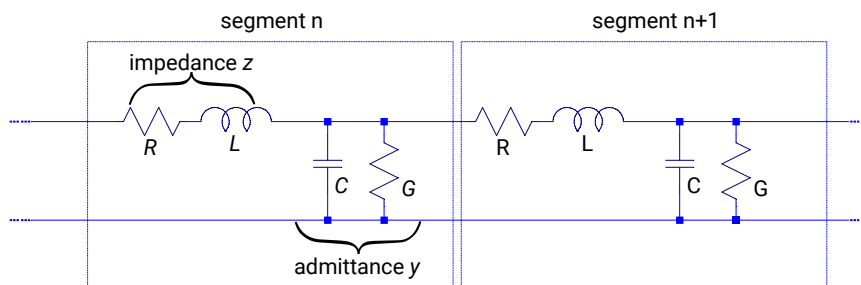 segment n
segment n+1
impedance z
R
L
C
G
R
L
C
G
admittance y